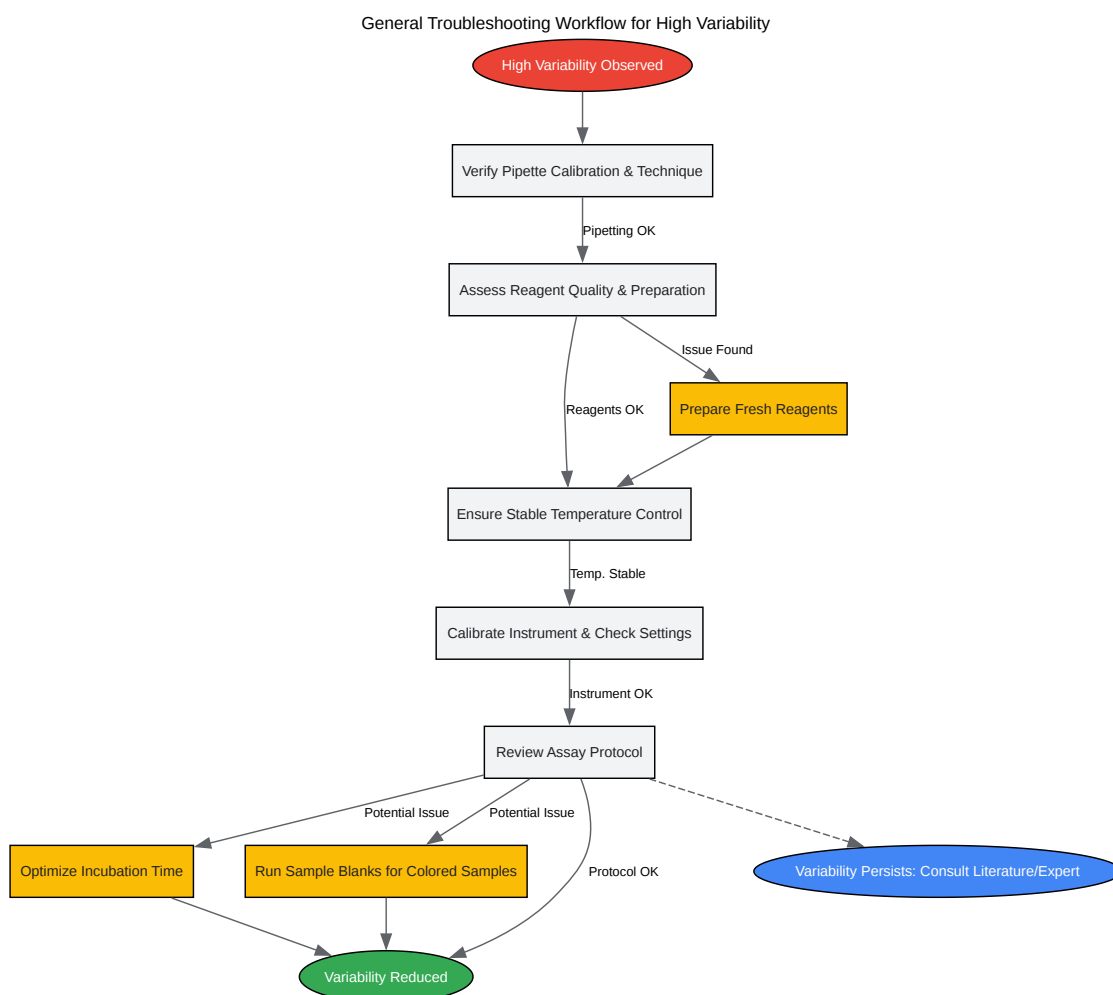 General Troubleshooting Workflow for High Variability
High Variability Observed
Verify Pipette Calibration & Technique
Pipetting OK
Assess Reagent Quality & Preparation
Issue Found
Reagents OK
Prepare Fresh Reagents
Ensure Stable Temperature Control
Temp. Stable
Calibrate Instrument & Check Settings
Instrument OK
Review Assay Protocol
Potential Issue
Potential Issue
Protocol OK
Optimize Incubation Time
Run Sample Blanks for Colored Samples
Variability Persists: Consult Literature/Expert
Variability Reduced